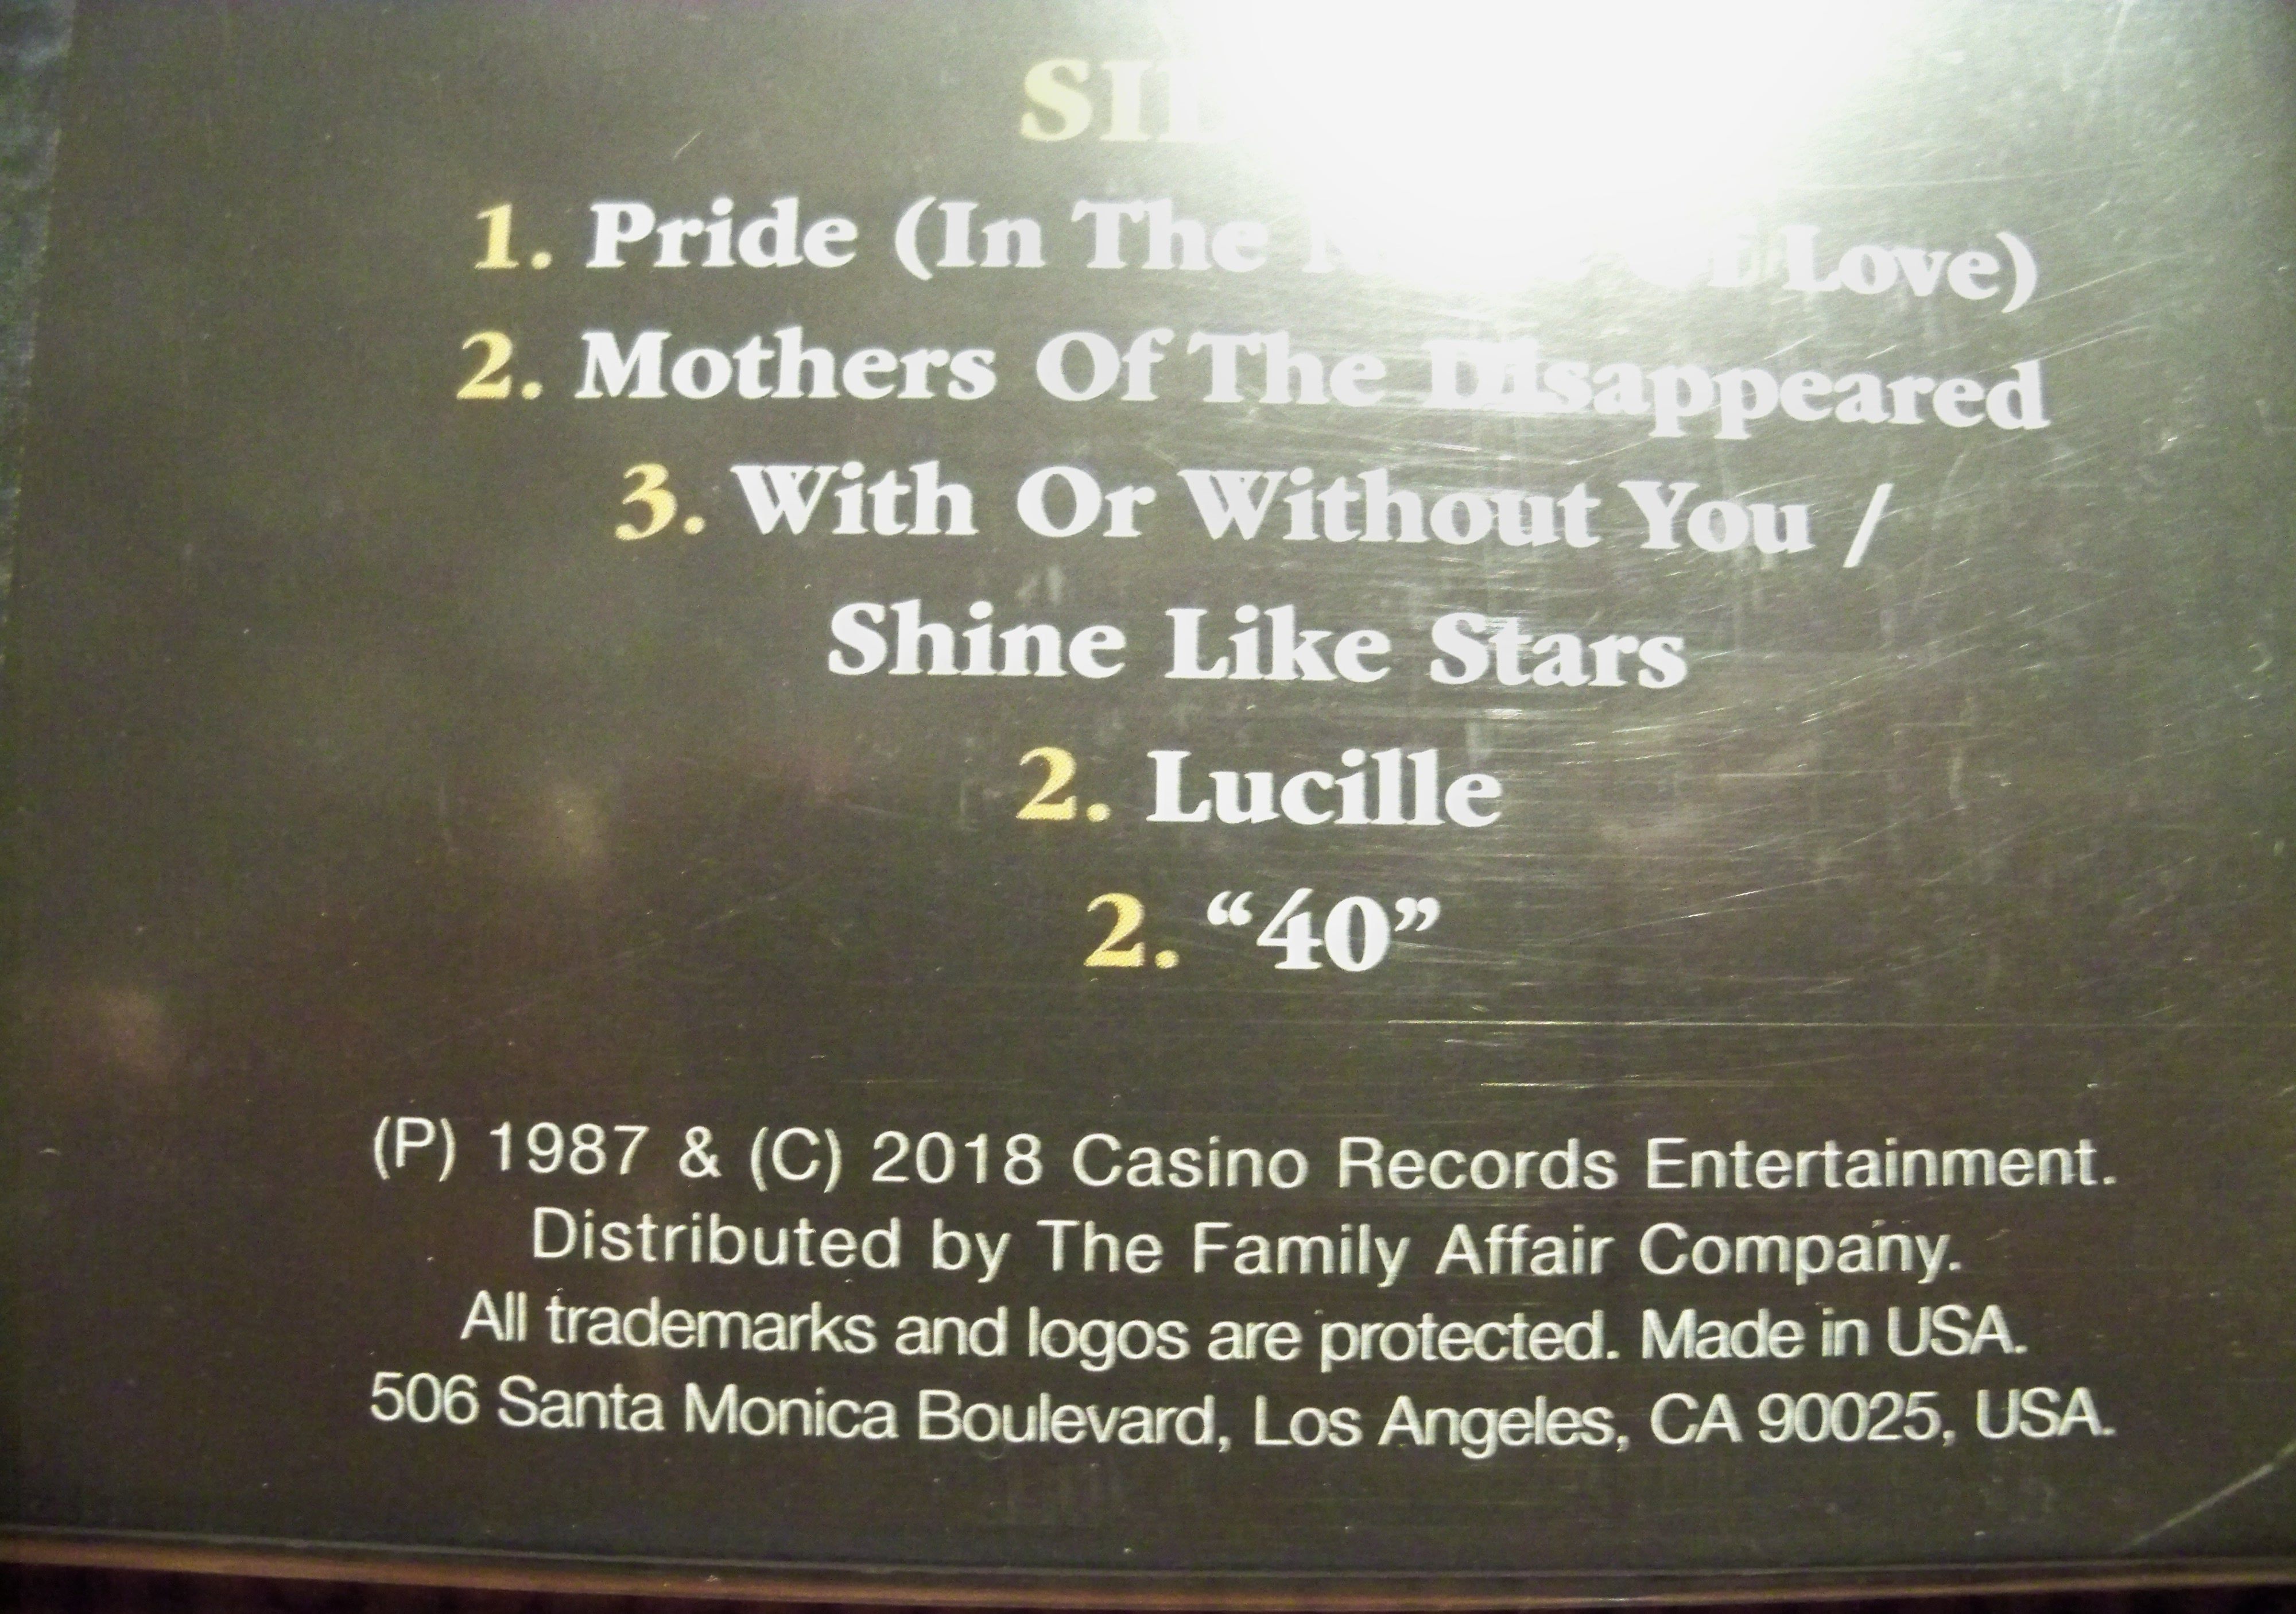 1. Pride (In The Of Love)
2. Mothers Of The Disappeared
3. With Or Without You /
Shine Like Stars
2. Lucille
2. “40”
(P) 1987 & (C) 2018 Casino Records Entertainment.
Distributed by The Family Affair Company.
All trademarks and logos are protected. Made in USA.
506 Santa Monica Boulevard, Los Angeles, CA 90025, USA.